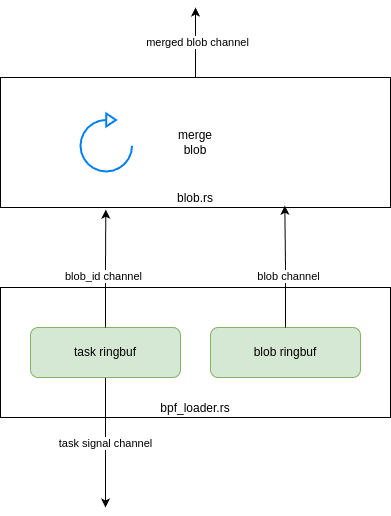 merged blob channel
merge
blob
blob.rs
blob_id channel
blob channel
task ringbuf
blob ringbuf
bpf_loader.rs
task signal channel